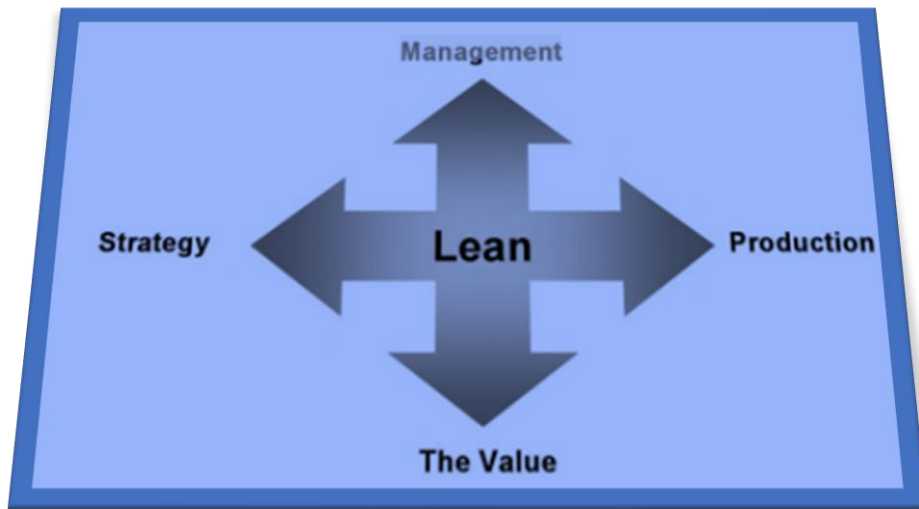 Management
Strategy
Lean
Production
The Value